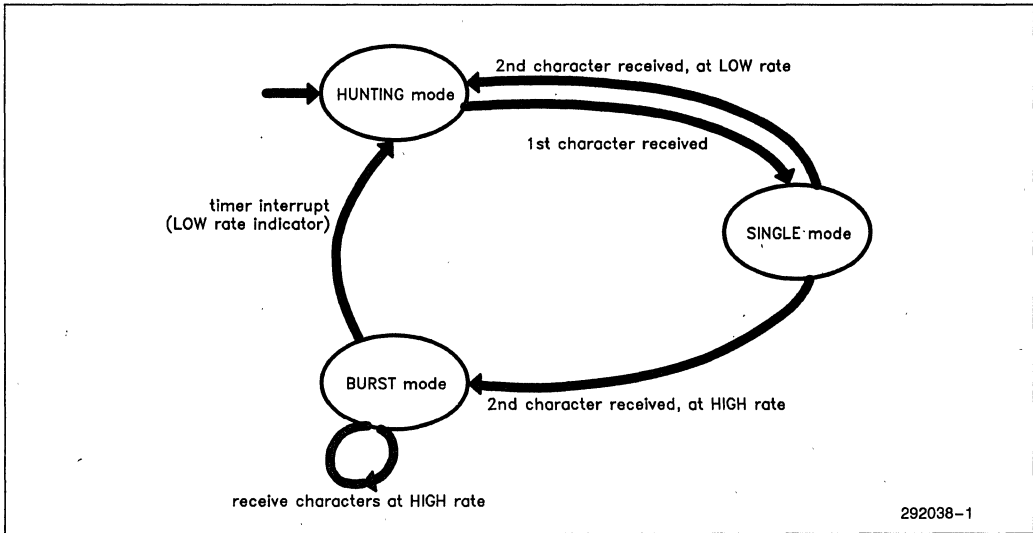 2nd character received, at LOW rate
HUNTING mode
1st character received
timer interrupt
(LOW rate indicator)
SINGLE mode
BURST mode
2nd character received, at HIGH rate
receive characters at HIGH rate
292038-1